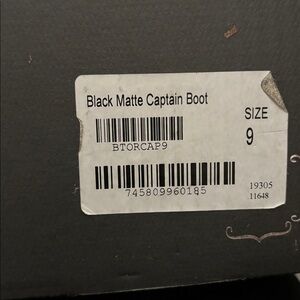 Black Matte Captain Boot
SIZE
9
BTORCAP9
745809960185
19305
11648